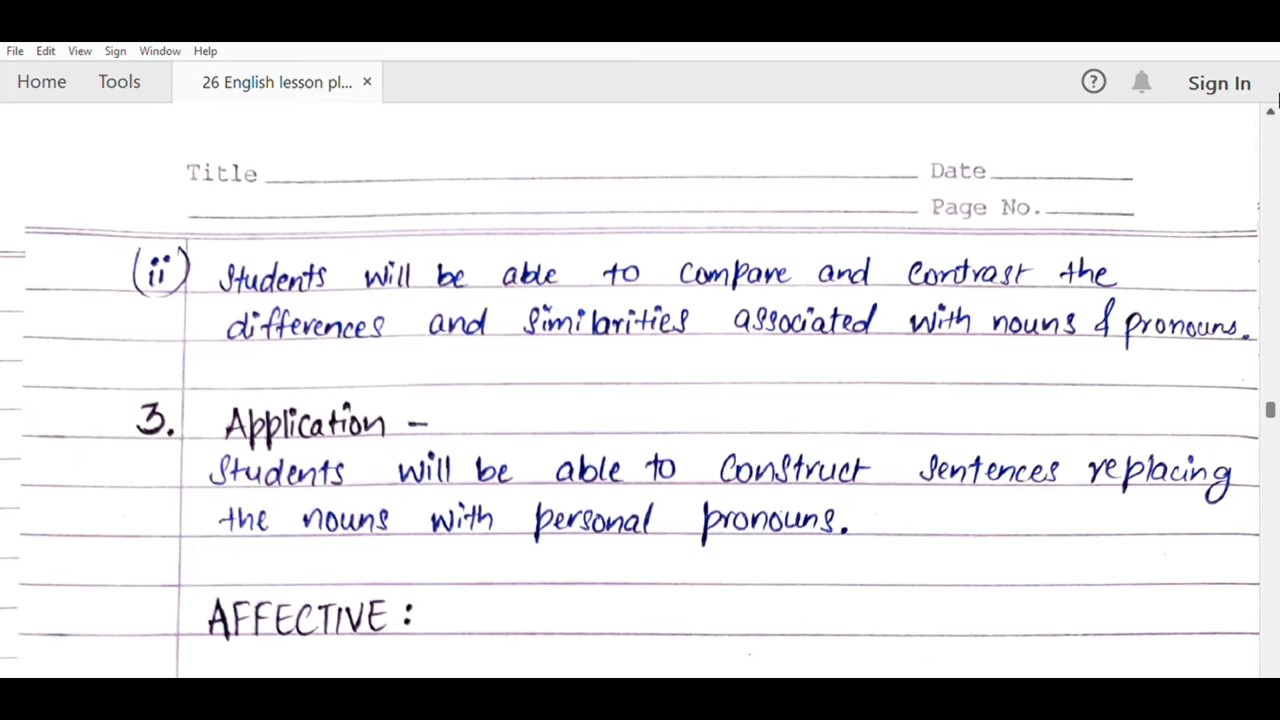 File Edit View Sign Window Help
Home Tools 26 English lesson pl... × ? Sign In
Title Date
Page No.
(ii) Students will be able to compare and contrast the
differences and similarities associated with nouns & pronouns.
3. Application -
Students will be able to construct sentences replacing
the nouns with personal pronouns.
AFFECTIVE :